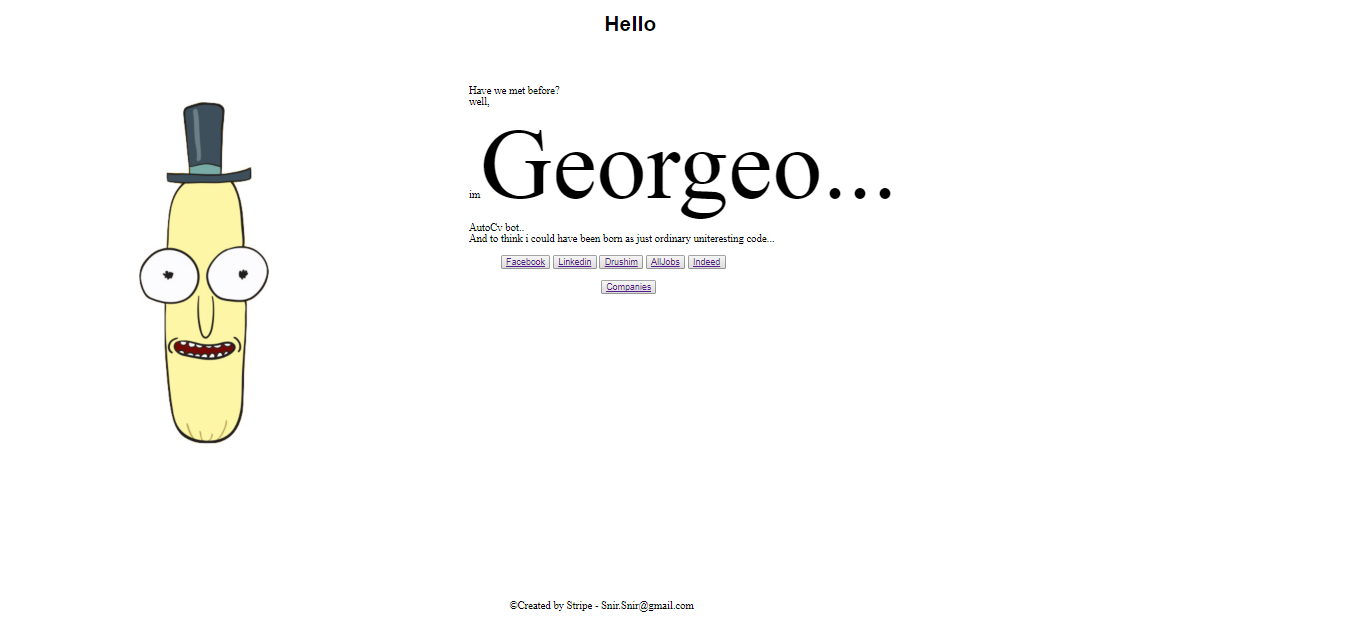 Hello
Have we met before?
well,
im Georgeo...
AutoCv bot..
And to think i could have been born as just ordinary uniteresting code...
Facebook Linkedin Drushim AllJobs Indeed
Companies
©Created by Stripe - Snir.Snir@gmail.com